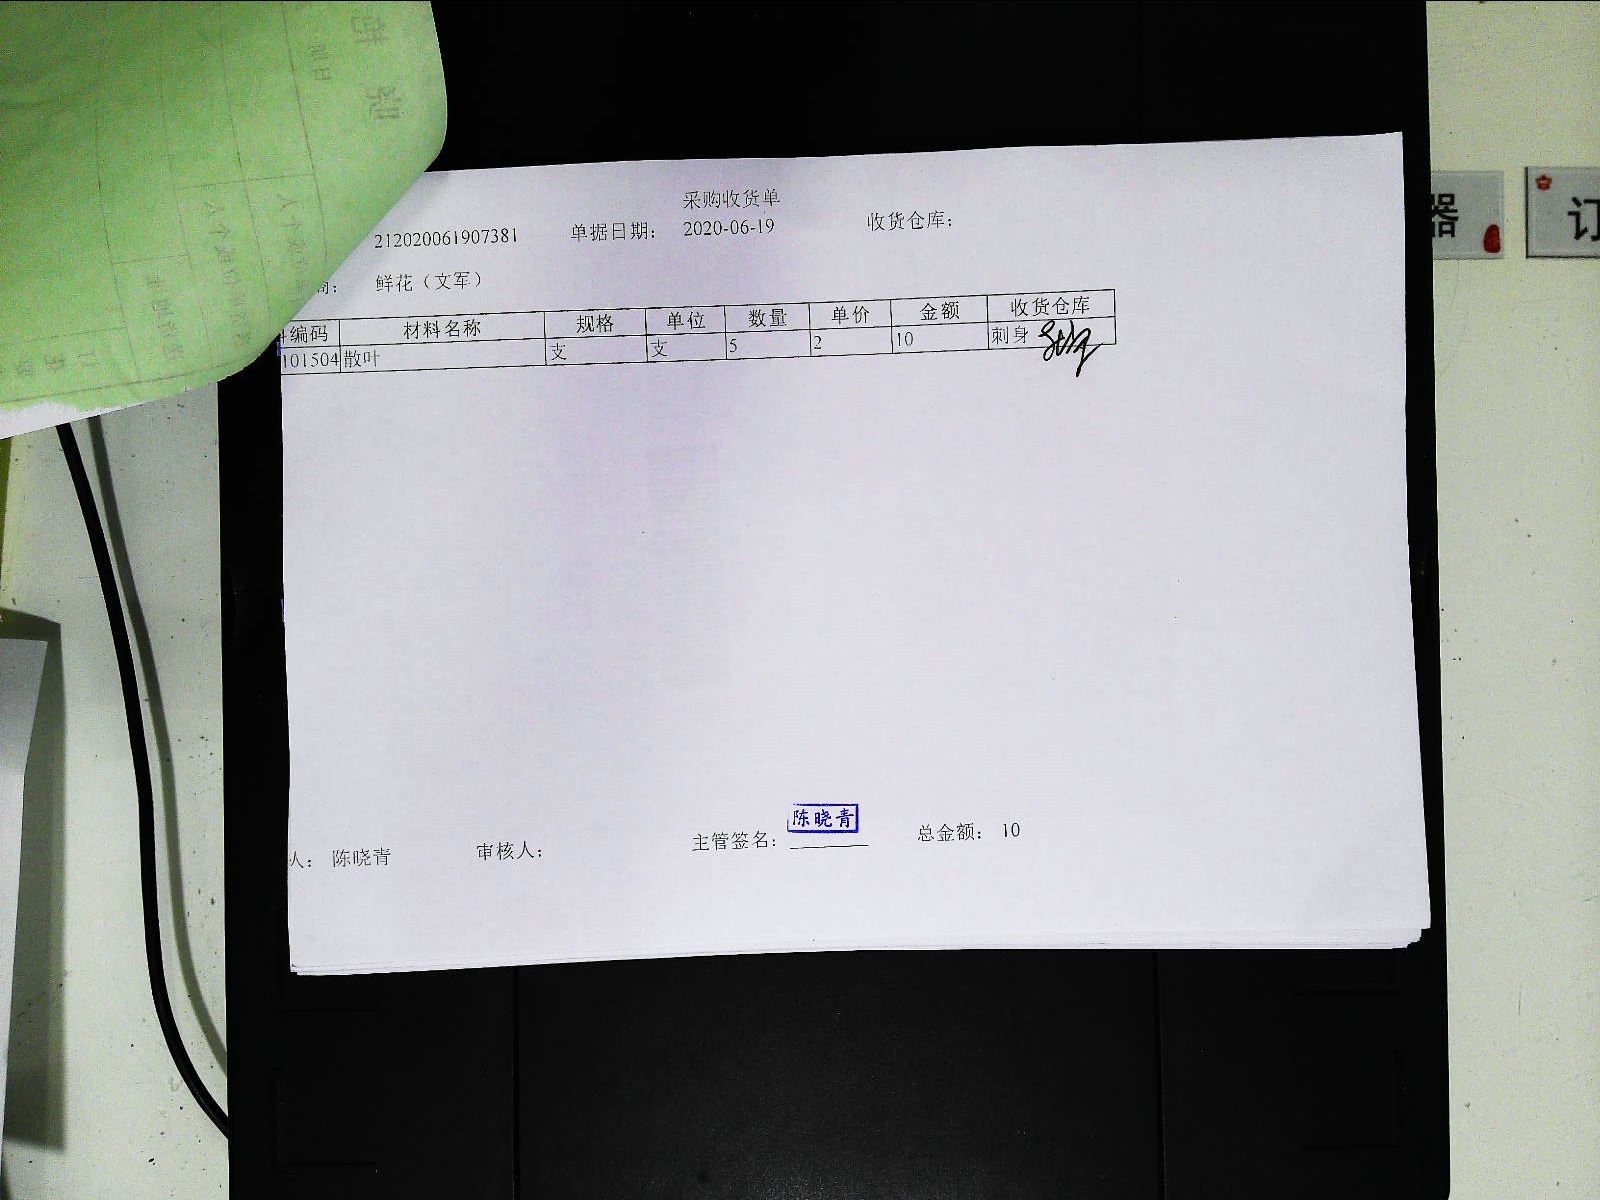 采购收货单
212020061907381 单据日期: 2020-06-19 收货仓库:
商: 鲜花（文军）
编码 材料名称 规格 单位 数量 单价 金额 收货仓库
101504 散叶 支 支 5 2 10 刺身
人: 陈晓青 审核人: 主管签名: 陈晓青 总金额: 10
器
订